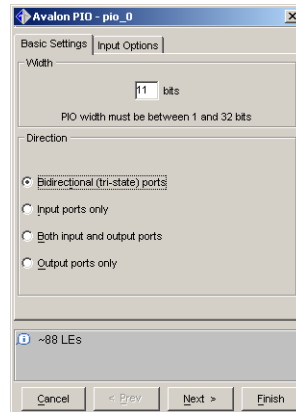 Avalon PIO - pio_0
Basic Settings Input Options
Width
11 bits
PIO width must be between 1 and 32 bits
Direction
Bidirectional (tri-state) ports
Input ports only
Both input and output ports
Output ports only
~88 LEs
Cancel < Prev Next > Finish